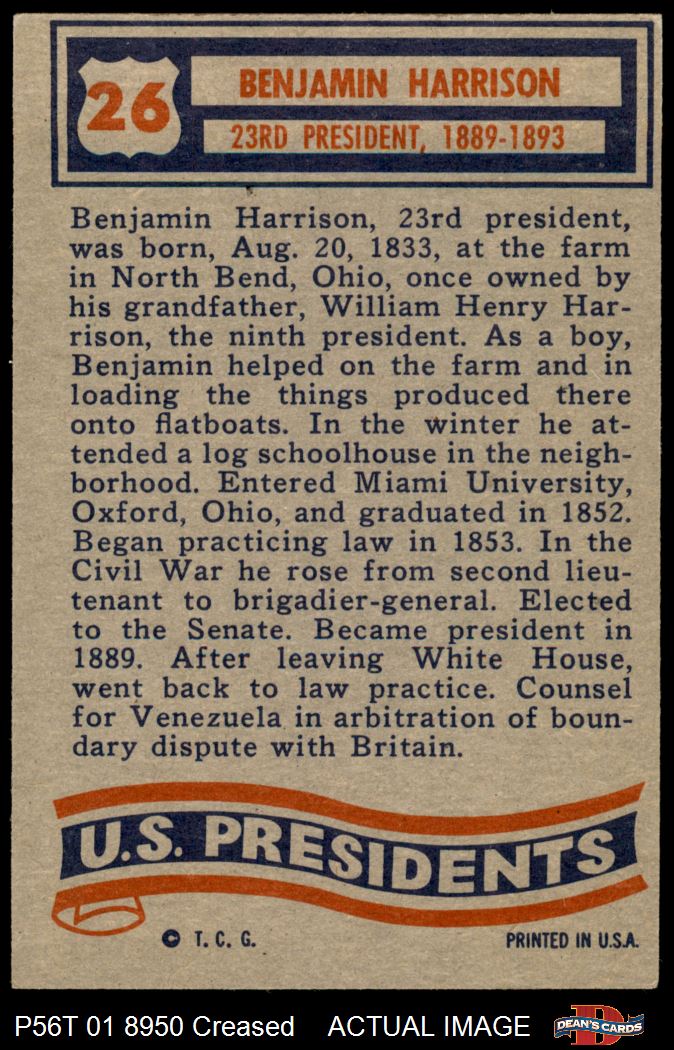 26
BENJAMIN HARRISON
23RD PRESIDENT, 1889-1893
Benjamin Harrison, 23rd president,
was born, Aug. 20, 1833, at the farm
in North Bend, Ohio, once owned by
his grandfather, William Henry Har-
rison, the ninth president. As a boy,
Benjamin helped on the farm and in
loading the things produced there
onto flatboats. In the winter he at-
tended a log schoolhouse in the neigh-
borhood. Entered Miami University,
Oxford, Ohio, and graduated in 1852.
Began practicing law in 1853. In the
Civil War he rose from second lieu-
tenant to brigadier-general. Elected
to the Senate. Became president in
1889. After leaving White House,
went back to law practice. Counsel
for Venezuela in arbitration of boun-
dary dispute with Britain.
U.S. PRESIDENTS
© T. C. G.
PRINTED IN U.S.A.
P56T 01 8950 Creased ACTUAL IMAGE
D
DEAN'S CARDS